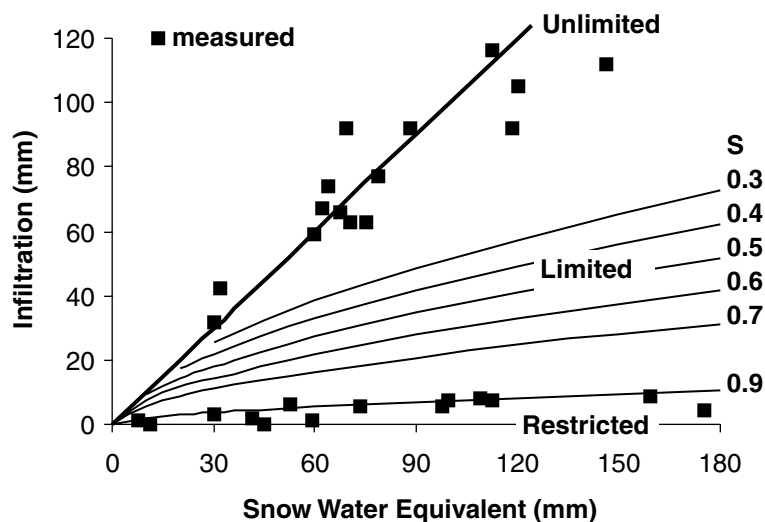 measured
Unlimited
Infiltration (mm)
120
100
80
60
40
20
0
S
0.3
0.4
0.5
0.6
0.7
0.9
Limited
Restricted
0 30 60 90 120 150 180
Snow Water Equivalent (mm)